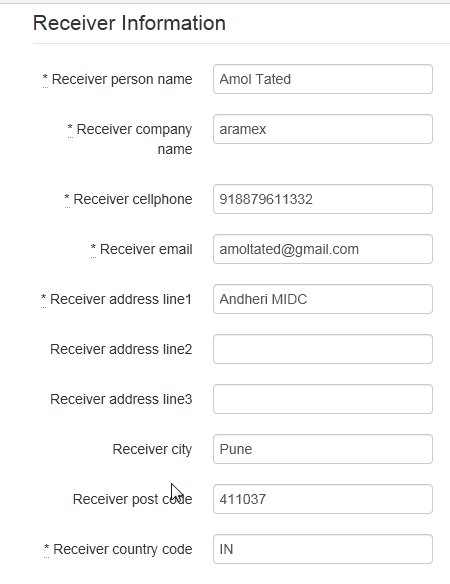 Receiver Information
* Receiver person name Amol Tated
* Receiver company aramex
name
* Receiver cellphone 918879611332
* Receiver email amoltated@gmail.com
* Receiver address line1 Andheri MIDC
Receiver address line2
Receiver address line3
Receiver city Pune
Receiver post code 411037
* Receiver country code IN